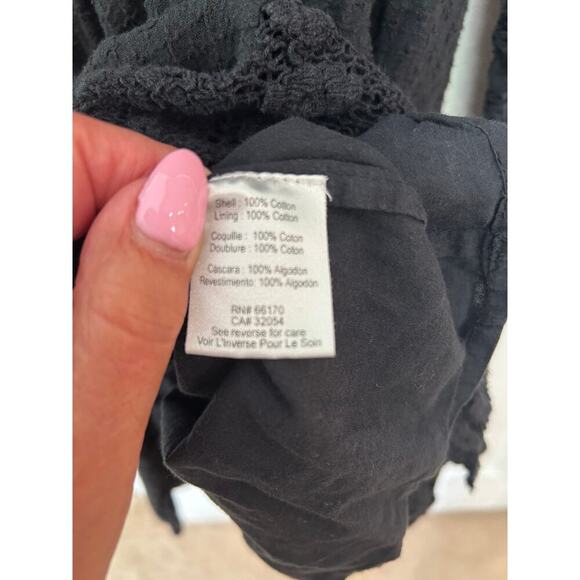 Shell : 100% Cotton
Lining : 100% Cotton
Coquille : 100% Coton
Doublure : 100% Coton
Cáscara : 100% Algodon
Revestimiento: 100% Algodon
RN# 66170
CA# 32054
See reverse for care
Voir L'Inverse Pour Le Soin